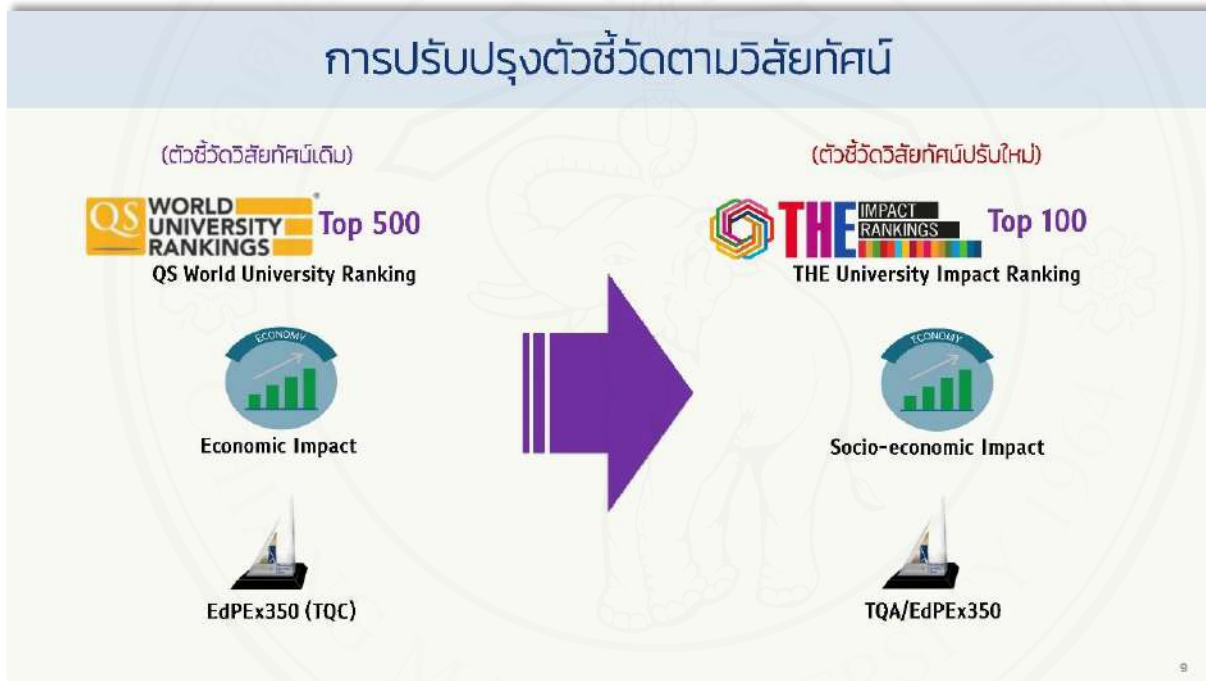 การปรับปรุงตัวชี้วัดตามวิสัยทัศน์
(ตัวชี้วัดวิสัยทัศน์เดิม)
QS WORLD UNIVERSITY RANKINGS Top 500
QS World University Ranking
ECONOMY
Economic Impact
EdPEx350 (TQC)
(ตัวชี้วัดวิสัยทัศน์ปรับใหม่)
THE IMPACT RANKINGS Top 100
THE University Impact Ranking
ECONOMY
Socio-economic Impact
TQA/EdPEx350
9